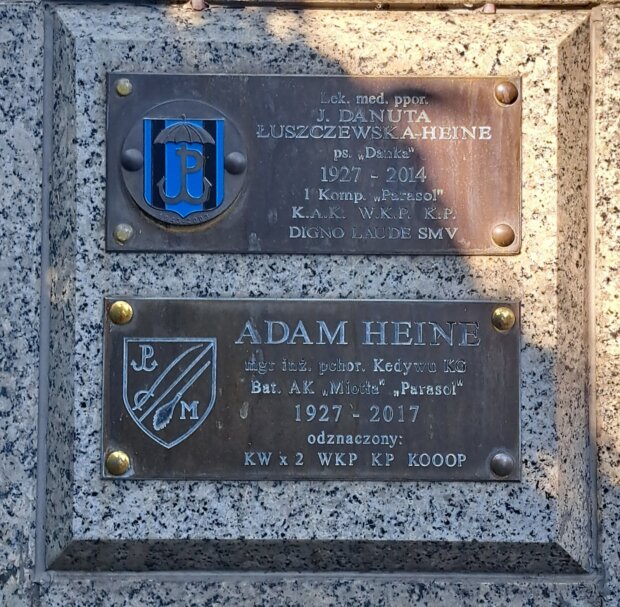 Lek. med. ppor.
J. DANUTA
ŁUSZCZEWSKA-HEINE
ps. „Danka”
1927 - 2014
1 Komp. „Parasol”
K.A.K. W.K.P. K.P.
DIGNO LAUDE SMV
P
ADAM HEINE
mgr inż. pchor. Kedywu KG
Bat. AK „Miotła” „Parasol”
1927 - 2017
odznaczony:
KW x 2 WKP KP KOOOP
P
M